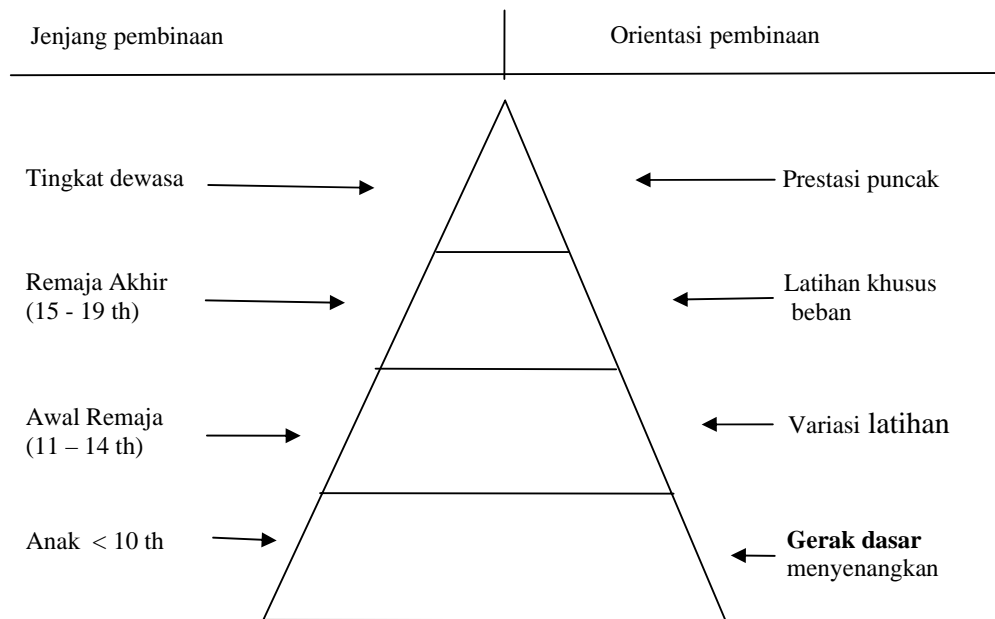 Jenjang pembinaan
Orientasi pembinaan
Tingkat dewasa
Prestasi puncak
Remaja Akhir
(15 - 19 th)
Latihan khusus
beban
Awal Remaja
(11 – 14 th)
Variasi latihan
Anak < 10 th
Gerak dasar
menyenangkan